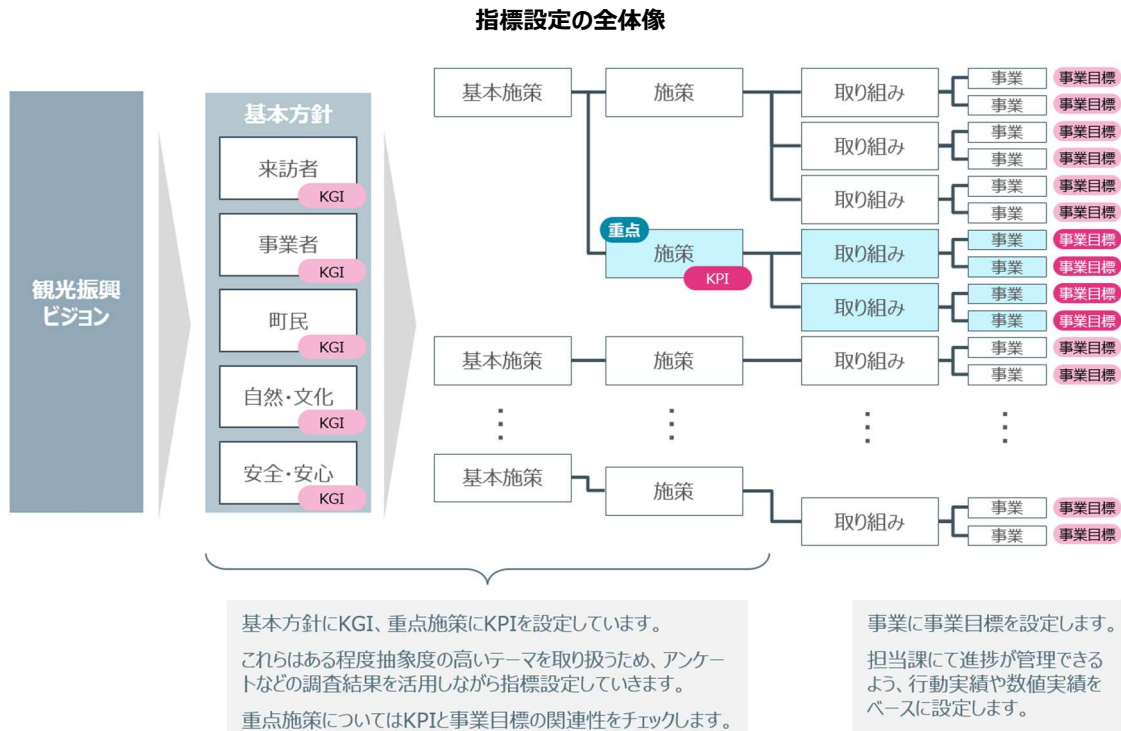 指標設定の全体像
観光振興
ビジョン
基本方針
来訪者
KGI
事業者
KGI
町民
KGI
自然・文化
KGI
安全・安心
KGI
基本施策
施策
取り組み
事業
事業目標
事業
事業目標
取り組み
事業
事業目標
事業
事業目標
取り組み
事業
事業目標
事業
事業目標
重点
施策
KPI
取り組み
事業
事業目標
事業
事業目標
取り組み
事業
事業目標
事業
事業目標
基本施策
施策
取り組み
事業
事業目標
事業
事業目標
基本施策
施策
取り組み
事業
事業目標
事業
事業目標
基本方針にKGI、重点施策にKPIを設定しています。
これらはある程度抽象度の高いテーマを取り扱うため、アンケー
トなどの調査結果を活用しながら指標設定していきます。
重点施策についてはKPIと事業目標の関連性をチェックします。
事業に事業目標を設定します。
担当課にて進捗が管理できる
よう、行動実績や数値実績を
ベースに設定します。